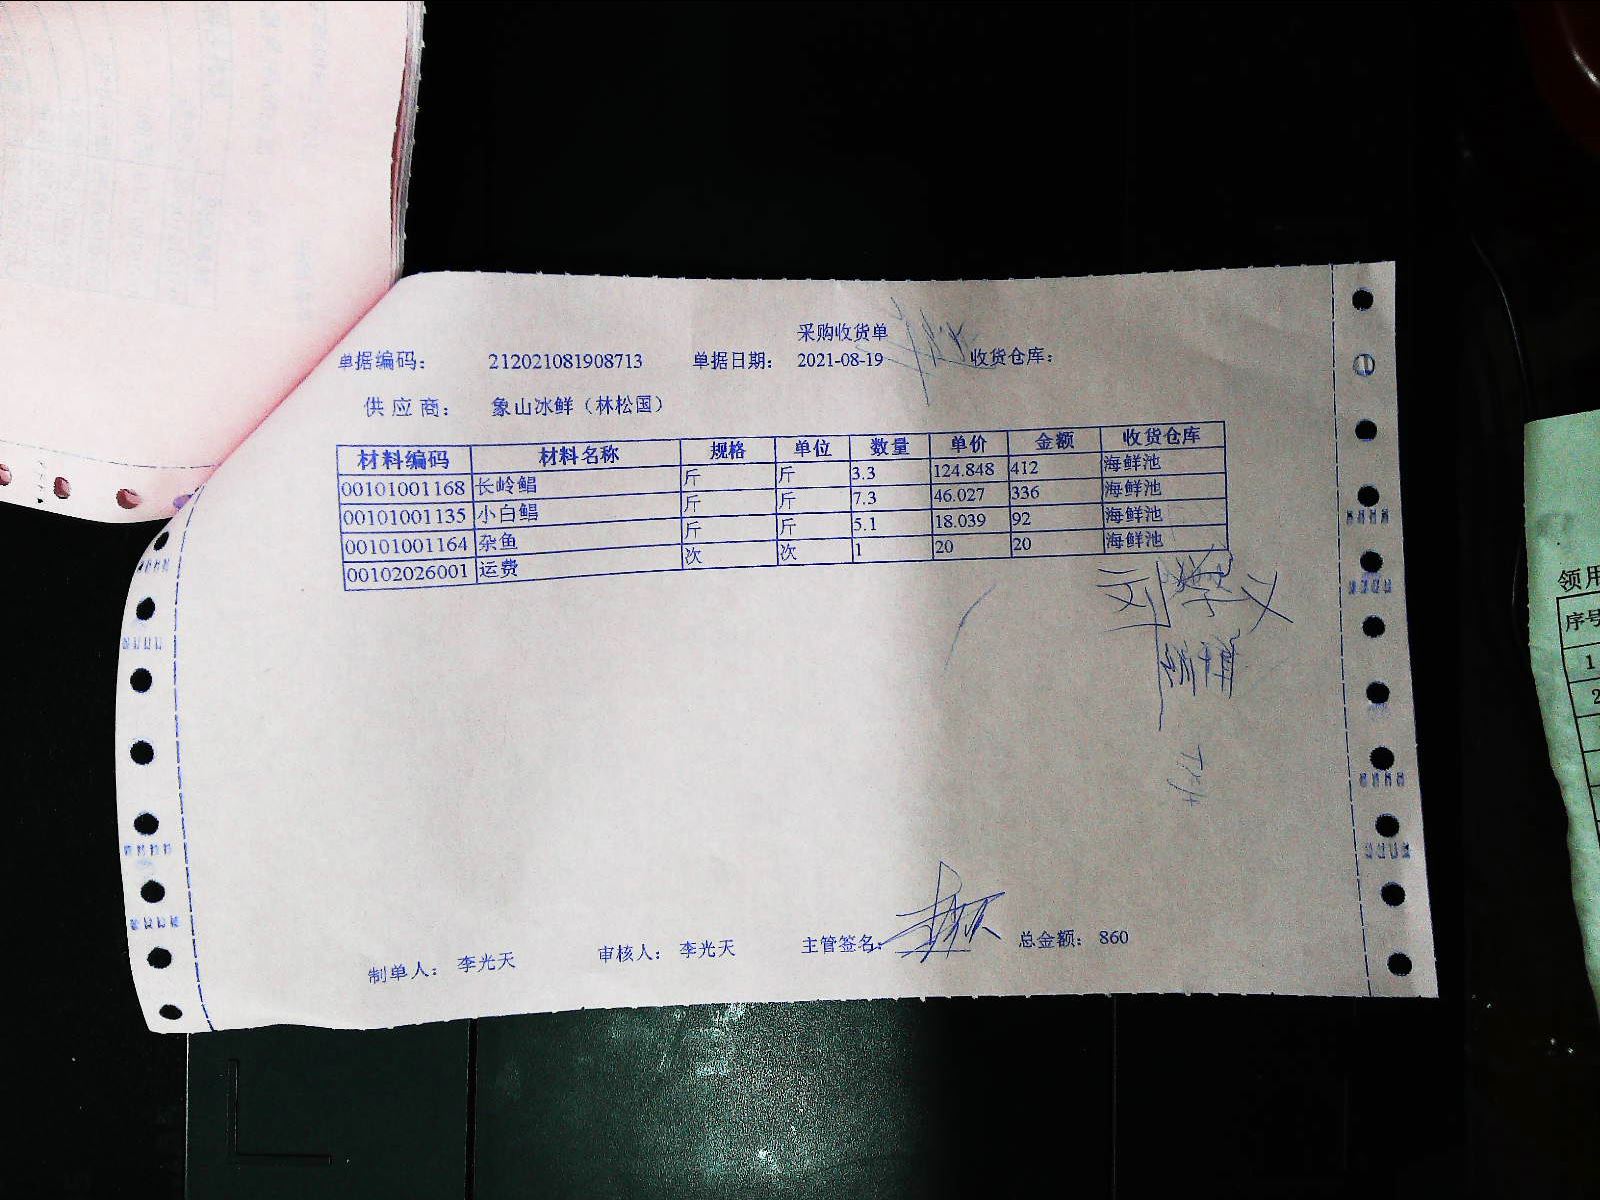 采购收货单
单据编码： 212021081908713 单据日期： 2021-08-19 收货仓库：
供应商： 象山冰鲜（林松国）
材料编码 材料名称 规格 单位 数量 单价 金额 收货仓库
00101001168 长岭鲳 斤 斤 3.3 124.848 412 海鲜池
00101001135 小白鲳 斤 斤 7.3 46.027 336 海鲜池
00101001164 杂鱼 斤 斤 5.1 18.039 92 海鲜池
00102026001 运费 次 次 1 20 20 海鲜池
制单人： 李光天 审核人： 李光天 主管签名： 总金额： 860
领用
序号
1
2